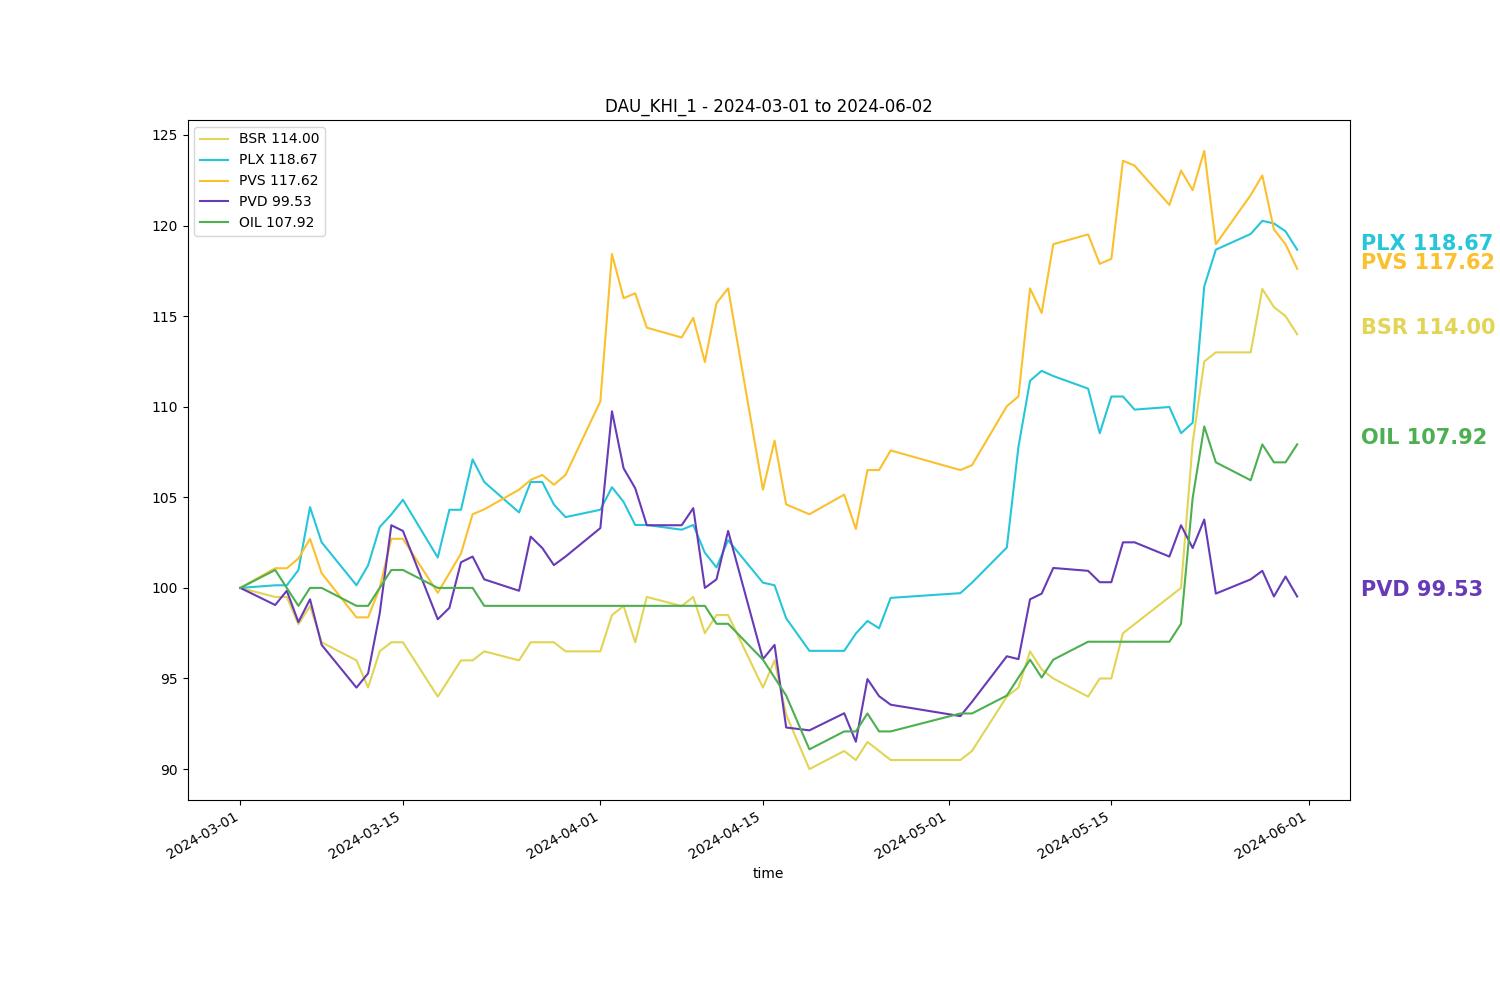 DAU_KHI_1 - 2024-03-01 to 2024-06-02
125
120
115
110
105
100
95
90
BSR 114.00
PLX 118.67
PVS 117.62
PVD 99.53
OIL 107.92
PLX 118.67
PVS 117.62
BSR 114.00
OIL 107.92
PVD 99.53
2024-03-01
2024-03-15
2024-04-01
2024-04-15
2024-05-01
2024-05-15
2024-06-01
time